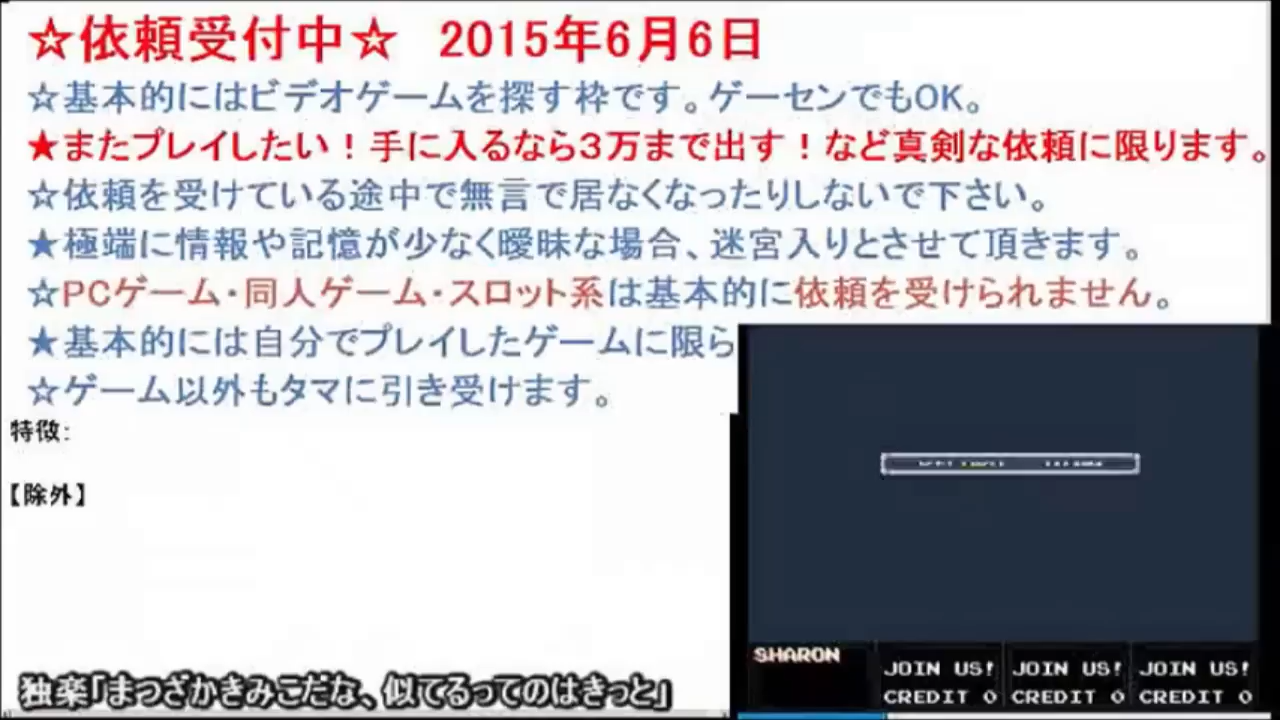 ☆依頼受付中☆ 2015年6月6日
☆基本的にはビデオゲームを探す枠です。ゲーセンでもOK。
★またプレイしたい！手に入るなら３万まで出す！など真剣な依頼に限ります。
☆依頼を受けている途中で無言で居なくなったりしないで下さい。
★極端に情報や記憶が少なく曖昧な場合、迷宮入りとさせて頂きます。
☆PCゲーム・同人ゲーム・スロット系は基本的に依頼を受けられません。
★基本的には自分でプレイしたゲームに限ら
☆ゲーム以外もタマに引き受けます。
特徴:
【除外】
独楽「まつざかきみこだな、似てるってのはきっと」
SHARON
JOIN US! JOIN US! JOIN US!
CREDIT 0 CREDIT 0 CREDIT 0